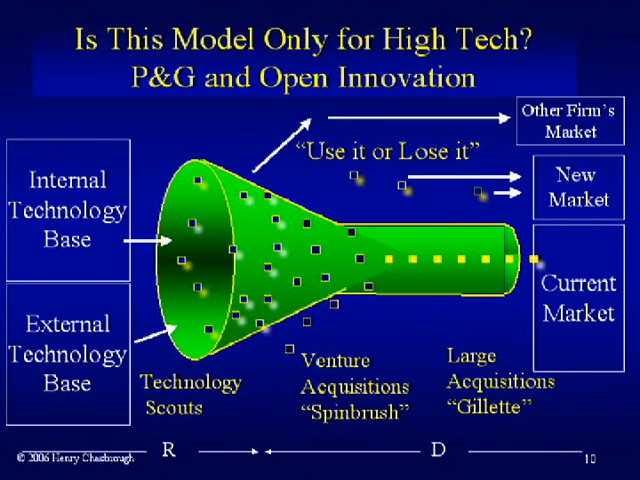 Is This Model Only for High Tech?
P&G and Open Innovation
Other Firm's
Market
"Use it or Lose it"
New
Market
Internal
Technology
Base
Current
Market
External
Technology
Base
Technology
Scouts
Venture
Acquisitions
"Spinbrush"
Large
Acquisitions
"Gillette"
R
D
© 2006 Henry Chesbrough
10